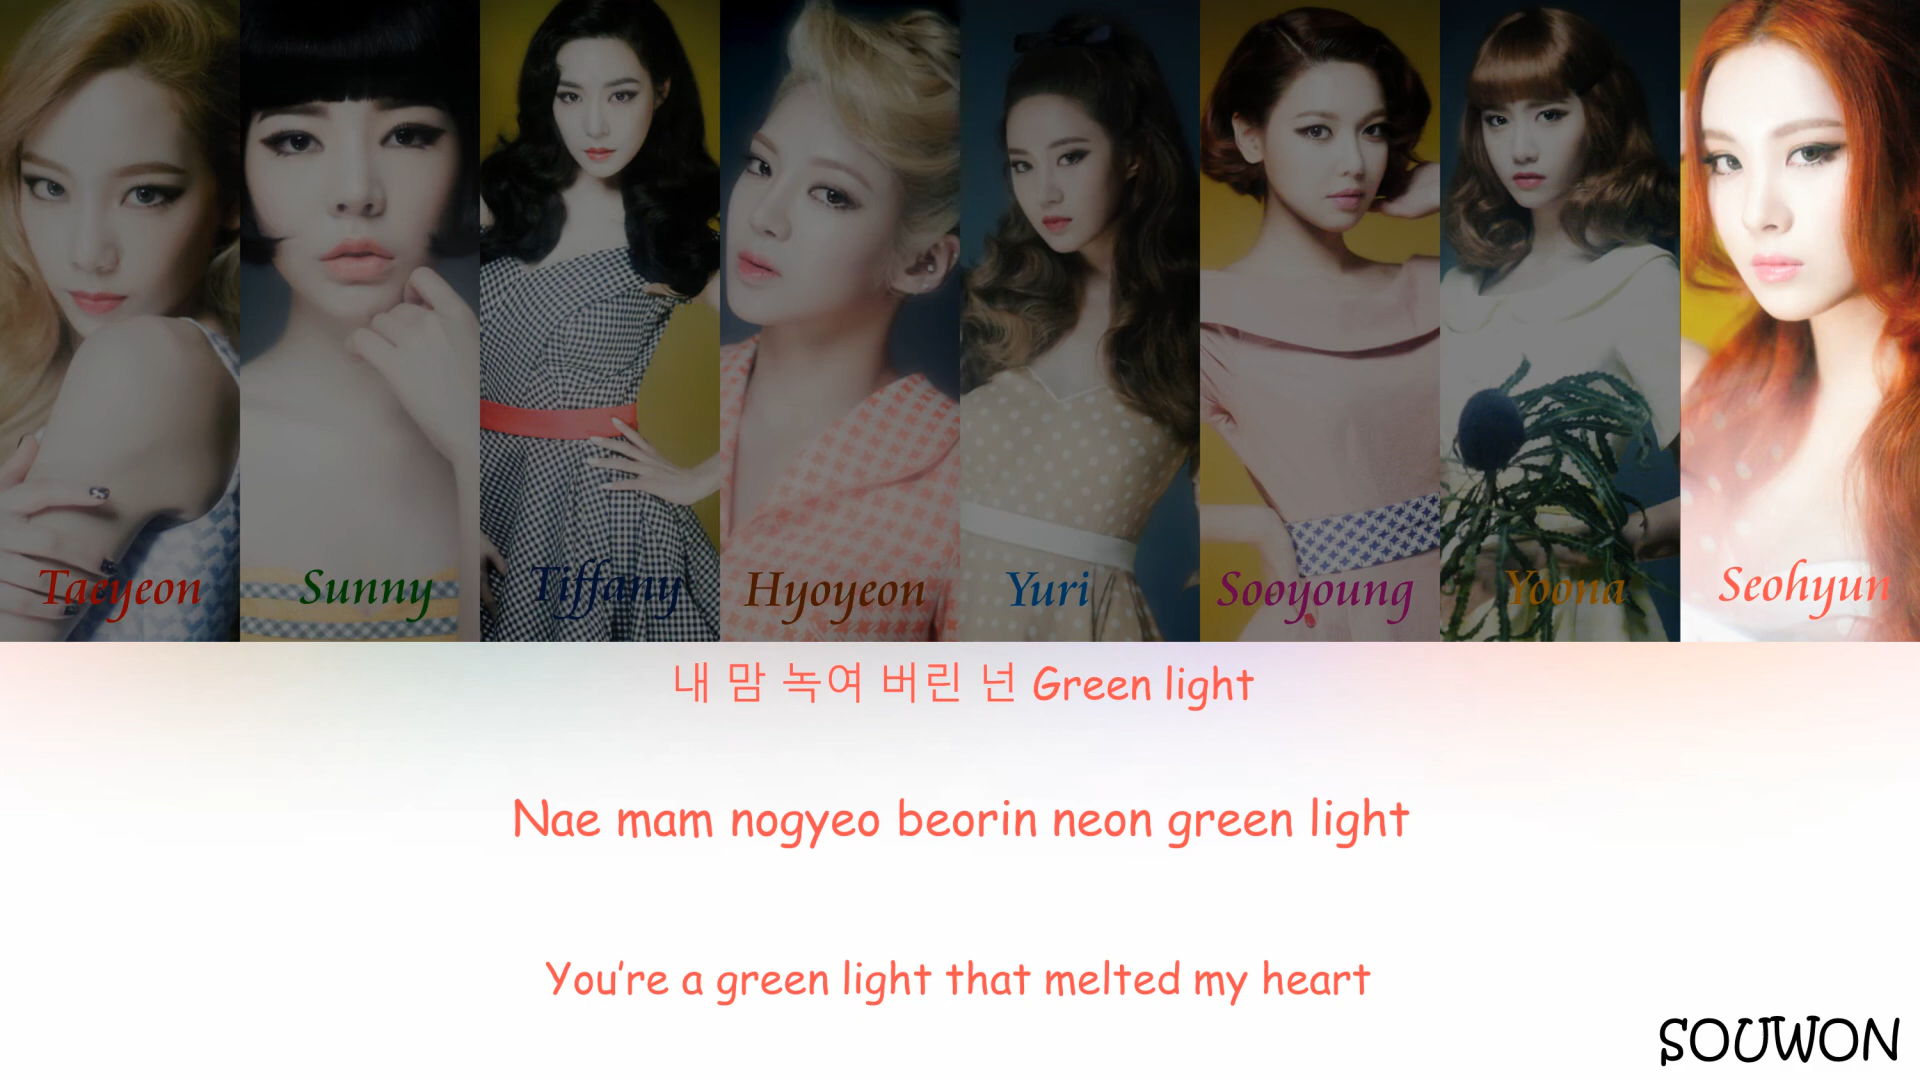 Taeyeon Sunny Tiffany Hyoyeon Yuri Sooyoung Yoona Seohyun
내 맘 녹여 버린 넌 Green light
Nae mam nogyeo beorin neon green light
You're a green light that melted my heart
SOUWON